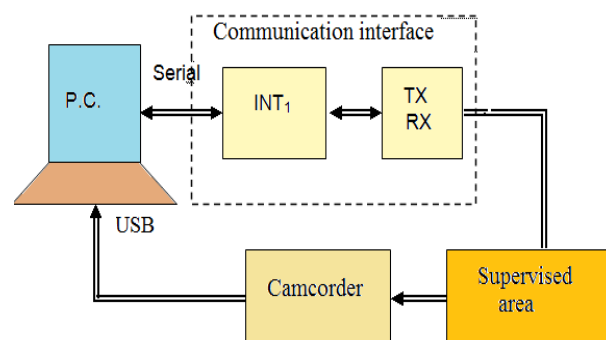 Communication interface
Serial
P.C.
INT₁
TX
RX
USB
Camcorder
Supervised
area